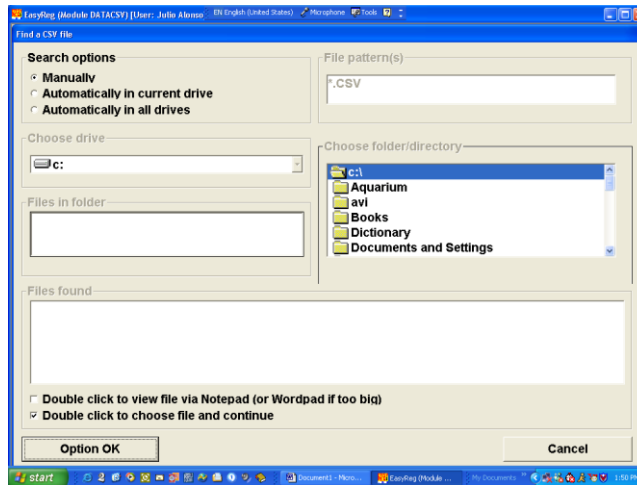 EasyReg (Module DATACSV) [User: Julio Alonso
EN English (United States) Microphone Tools
Find a CSV file
Search options
Manually
Automatically in current drive
Automatically in all drives
File pattern(s)
*.CSV
Choose drive
c:
Choose folder/directory
c:\
Aquarium
avi
Books
Dictionary
Documents and Settings
Files in folder
Files found
Double click to view file via Notepad (or Wordpad if too big)
Double click to choose file and continue
Option OK
Cancel
start
Document1 - Micro...
EasyReg (Module ...
My Documents
1:50 P